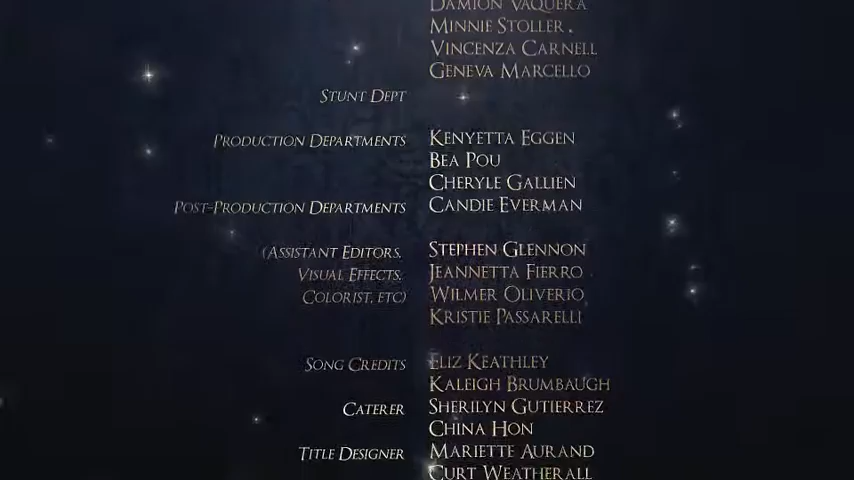 DAMION VAQUERA
MINNIE STOLLER
VINCENZA CARNELL
GENEVA MARCELLO
STUNT DEPT
PRODUCTION DEPARTMENTS KENYETTA EGGEN
BEA POU
CHERYLE GALLIEN
POST-PRODUCTION DEPARTMENTS CANDIE EVERMAN
(ASSISTANT EDITORS, STEPHEN GLENNON
VISUAL EFFECTS, JEANNETTA FIERRO
COLORIST, ETC) WILMER OLIVERIO
KRISTIE PASSARELLI
SONG CREDITS ELIZ KEATHLEY
KALEIGH BRUMBAUGH
CATERER SHERILYN GUTIERREZ
CHINA HON
TITLE DESIGNER MARIETTE AURAND
CURT WEATHERALL